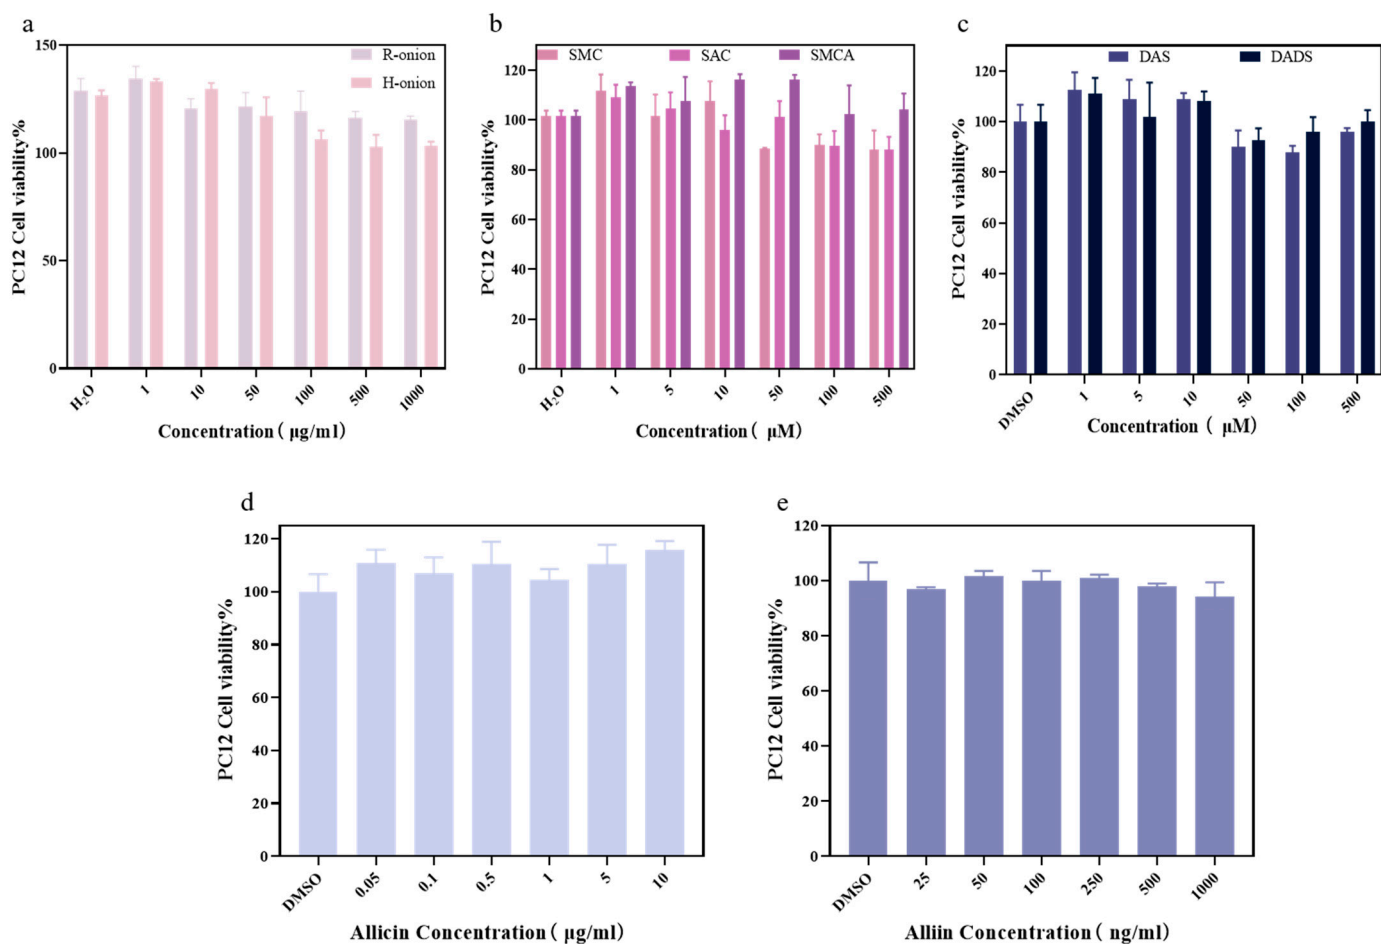 a
150
100
50
0
PC12 Cell viability%
R-onion
H-onion
H₂O 1 10 50 100 500 1000
Concentration ( μg/ml)
b
120
100
80
60
40
20
0
PC12 Cell viability%
SMC SAC SMCA
H₂O 1 5 10 50 100 500
Concentration ( μM)
c
120
100
80
60
40
20
0
PC12 Cell viability%
DAS DADS
DMSO 1 5 10 50 100 500
Concentration ( μM)
d
120
100
80
60
40
20
0
PC12 Cell viability%
DMSO 0.05 0.1 0.5 1 5 10
Allicin Concentration ( μg/ml)
e
120
100
80
60
40
20
0
PC12 Cell viability%
DMSO 25 50 100 250 500 1000
Alliin Concentration ( ng/ml)